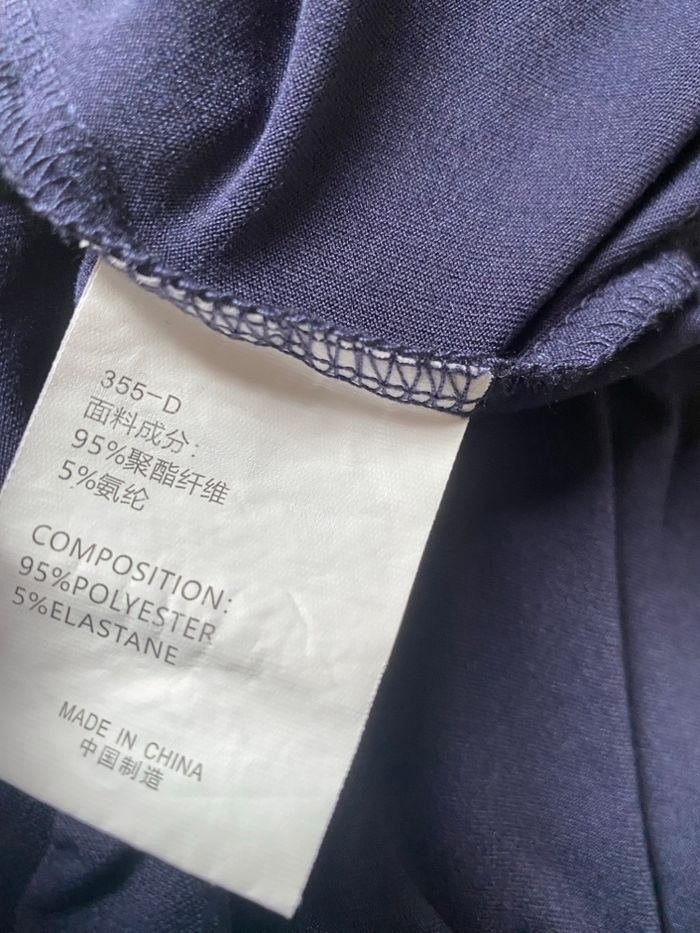 355-D
面料成分:
95%聚酯纤维
5%氨纶
COMPOSITION:
95%POLYESTER
5%ELASTANE
MADE IN CHINA
中国制造